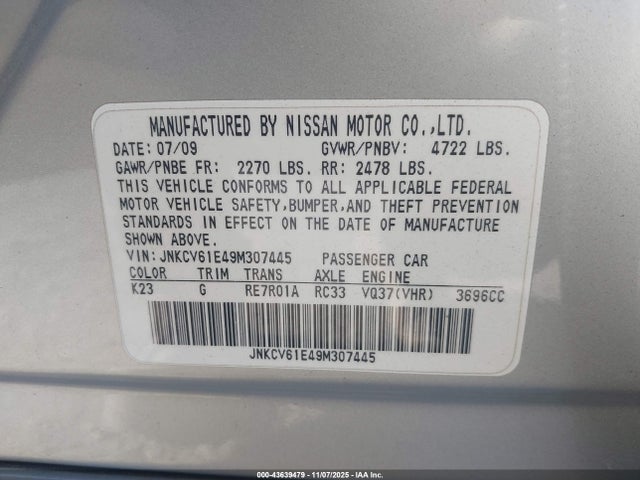 MANUFACTURED BY NISSAN MOTOR CO.,LTD.
DATE: 07/09 GVWR/PNBV: 4722 LBS.
GAWR/PNBE FR: 2270 LBS. RR: 2478 LBS.
THIS VEHICLE CONFORMS TO ALL APPLICABLE FEDERAL
MOTOR VEHICLE SAFETY,BUMPER,AND THEFT PREVENTION
STANDARDS IN EFFECT ON THE DATE OF MANUFACTURE
SHOWN ABOVE.
VIN: JNKCV61E49M307445 PASSENGER CAR
COLOR TRIM TRANS AXLE ENGINE
K23 G RE7R01A RC33 VQ37(VHR) 3696CC
JNKCV61E49M307445
000-43639479 - 11/07/2025 - IAA Inc.